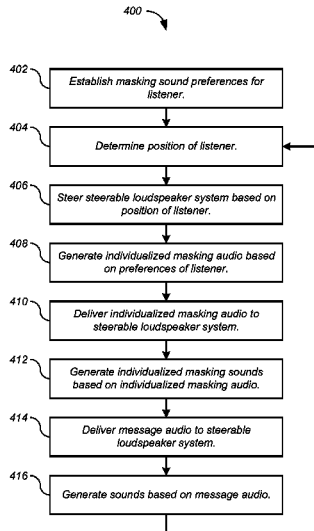 400
402
Establish masking sound preferences for
listener.
404
Determine position of listener.
406
Steer steerable loudspeaker system based on
position of listener.
408
Generate individualized masking audio based
on preferences of listener.
410
Deliver individualized masking audio to
steerable loudspeaker system.
412
Generate individualized masking sounds
based on individualized masking audio.
414
Deliver message audio to steerable
loudspeaker system.
416
Generate sounds based on message audio.